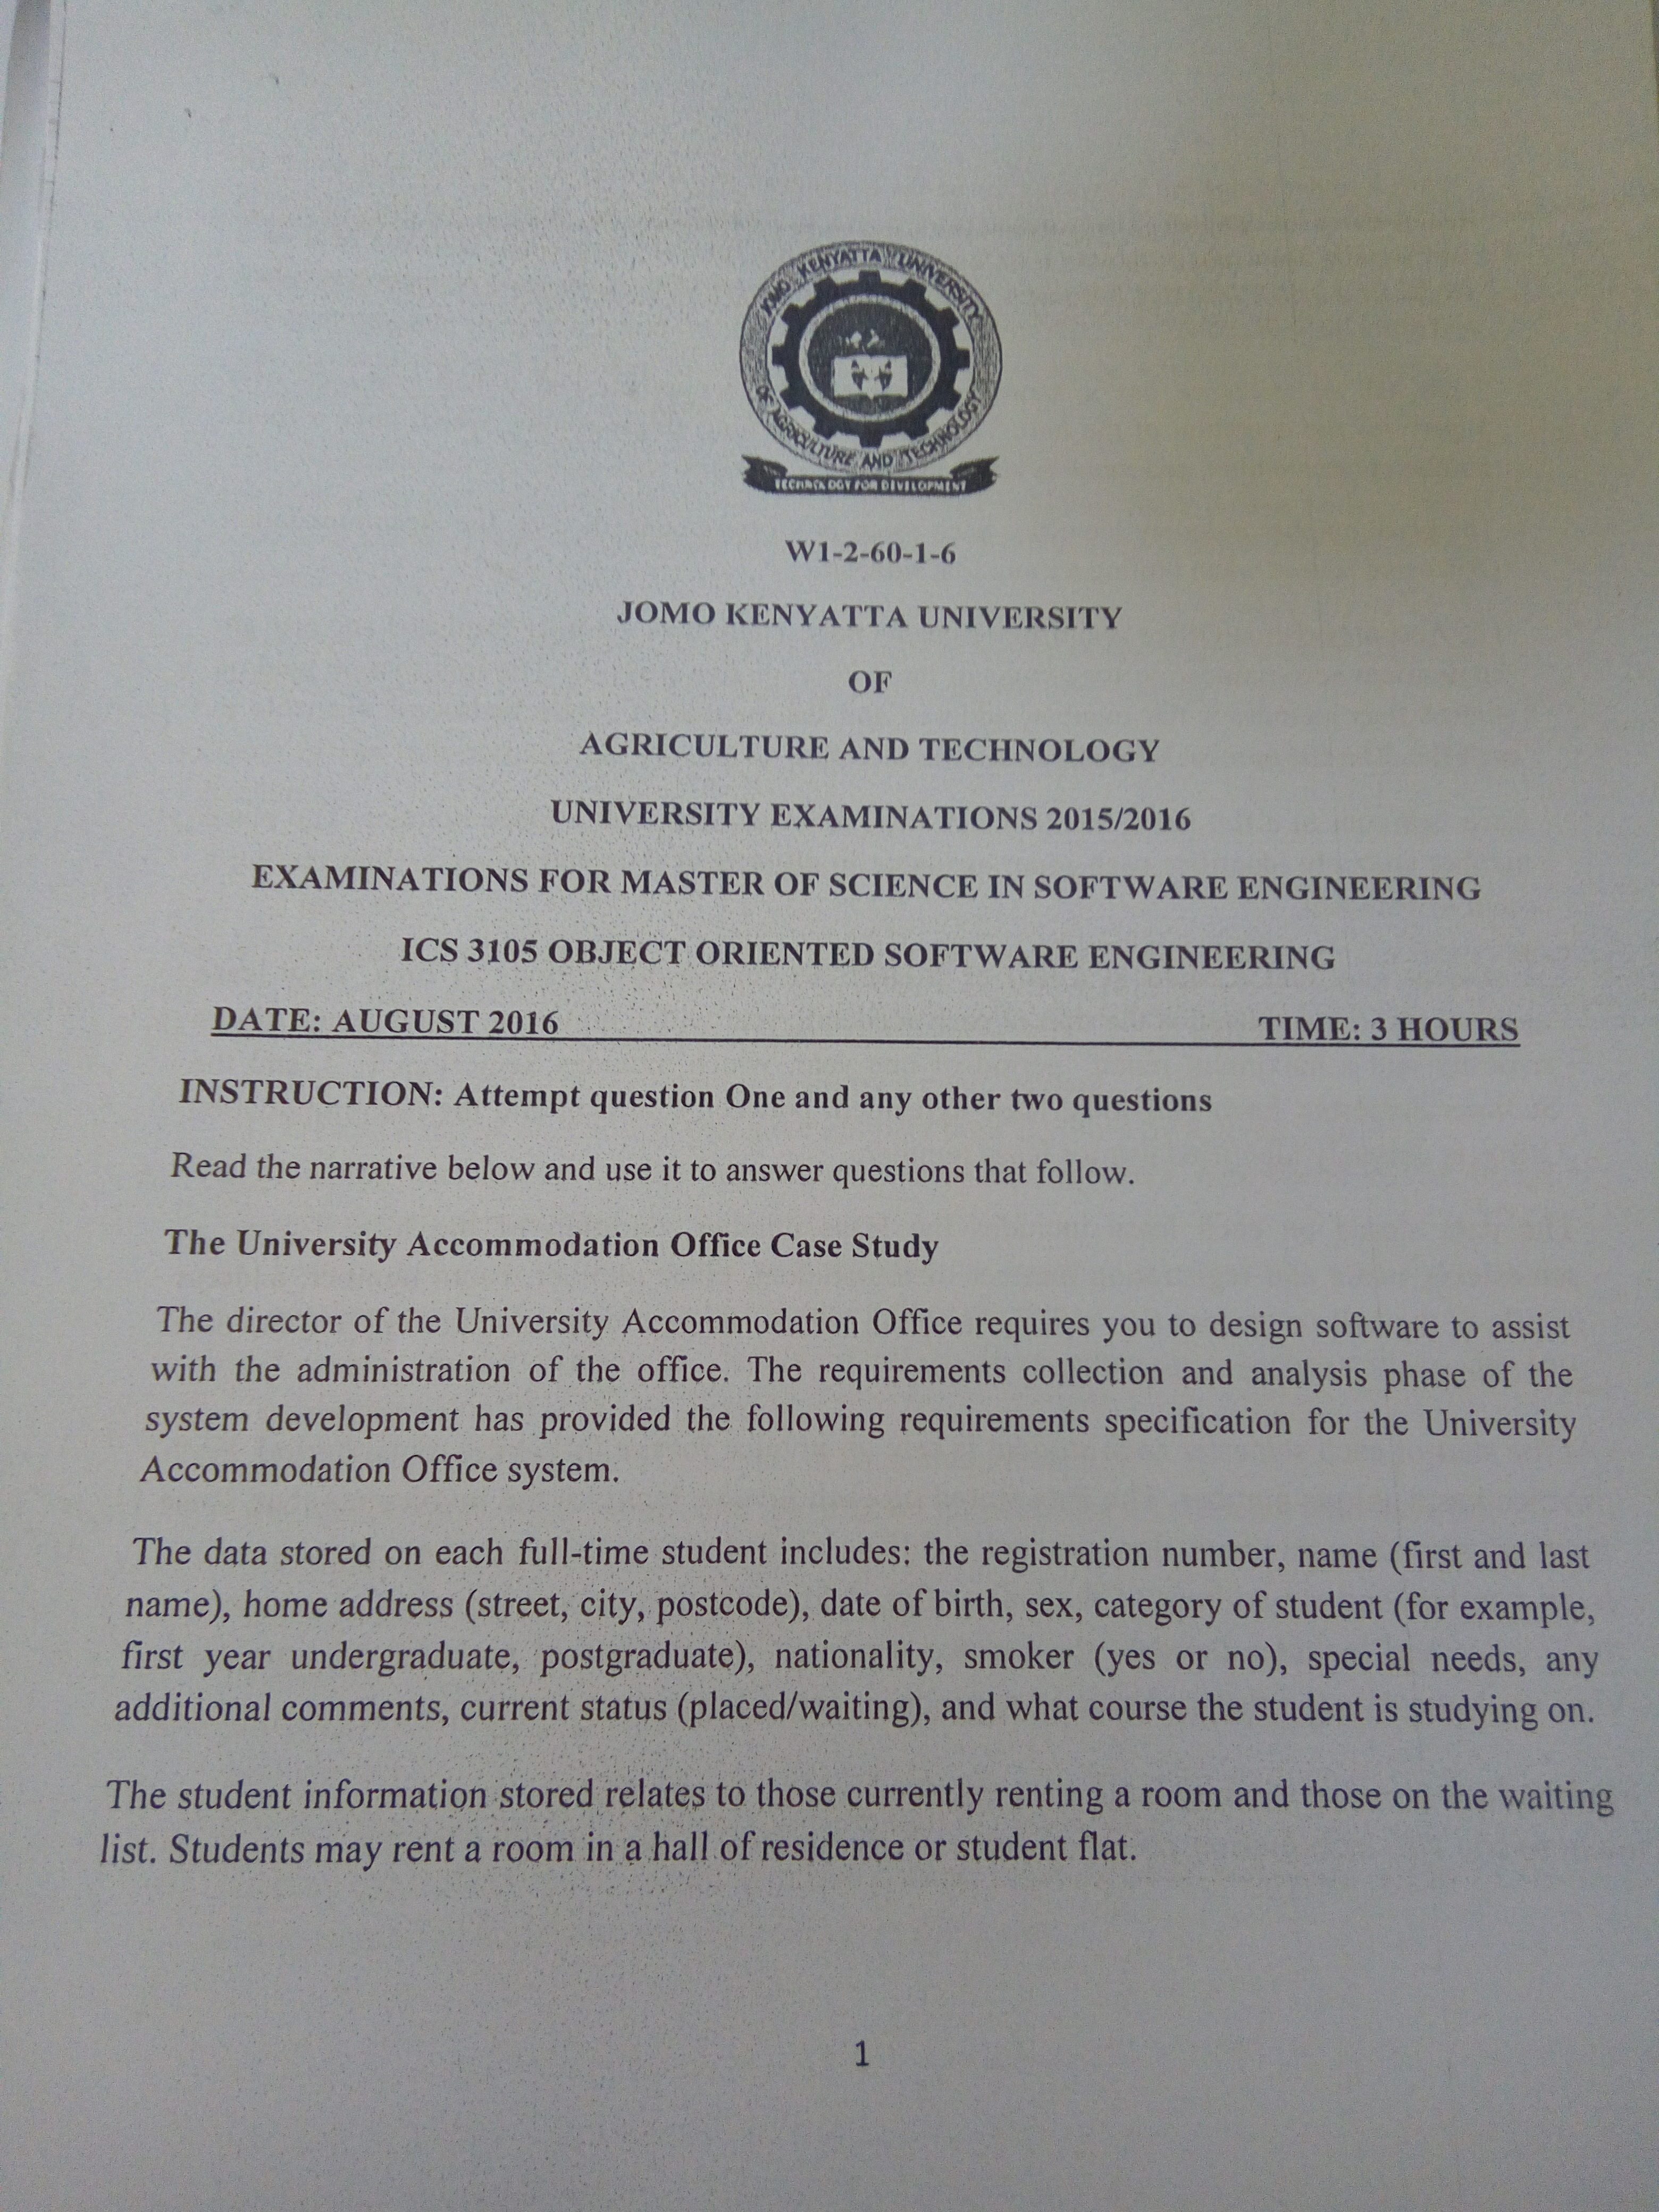 JOMO KENYATTA UNIVERSITY
OF AGRICULTURE AND TECHNOLOGY
TECHNOLOGY FOR DEVELOPMENT
W1-2-60-1-6
JOMO KENYATTA UNIVERSITY
OF
AGRICULTURE AND TECHNOLOGY
UNIVERSITY EXAMINATIONS 2015/2016
EXAMINATIONS FOR MASTER OF SCIENCE IN SOFTWARE ENGINEERING
ICS 3105 OBJECT ORIENTED SOFTWARE ENGINEERING
DATE: AUGUST 2016 TIME: 3 HOURS
INSTRUCTION: Attempt question One and any other two questions
Read the narrative below and use it to answer questions that follow.
The University Accommodation Office Case Study
The director of the University Accommodation Office requires you to design software to assist
with the administration of the office. The requirements collection and analysis phase of the
system development has provided the following requirements specification for the University
Accommodation Office system.
The data stored on each full-time student includes: the registration number, name (first and last
name), home address (street, city, postcode), date of birth, sex, category of student (for example,
first year undergraduate, postgraduate), nationality, smoker (yes or no), special needs, any
additional comments, current status (placed/waiting), and what course the student is studying on.
The student information stored relates to those currently renting a room and those on the waiting
list. Students may rent a room in a hall of residence or student flat.
1